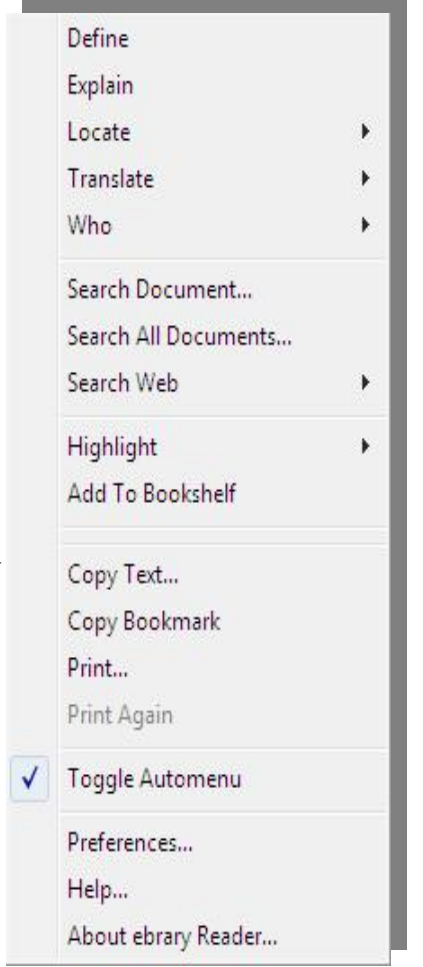 Define
Explain
Locate
Translate
Who
Search Document...
Search All Documents...
Search Web
Highlight
Add To Bookshelf
Copy Text...
Copy Bookmark
Print...
Print Again
Toggle Automenu
Preferences...
Help...
About ebrary Reader...